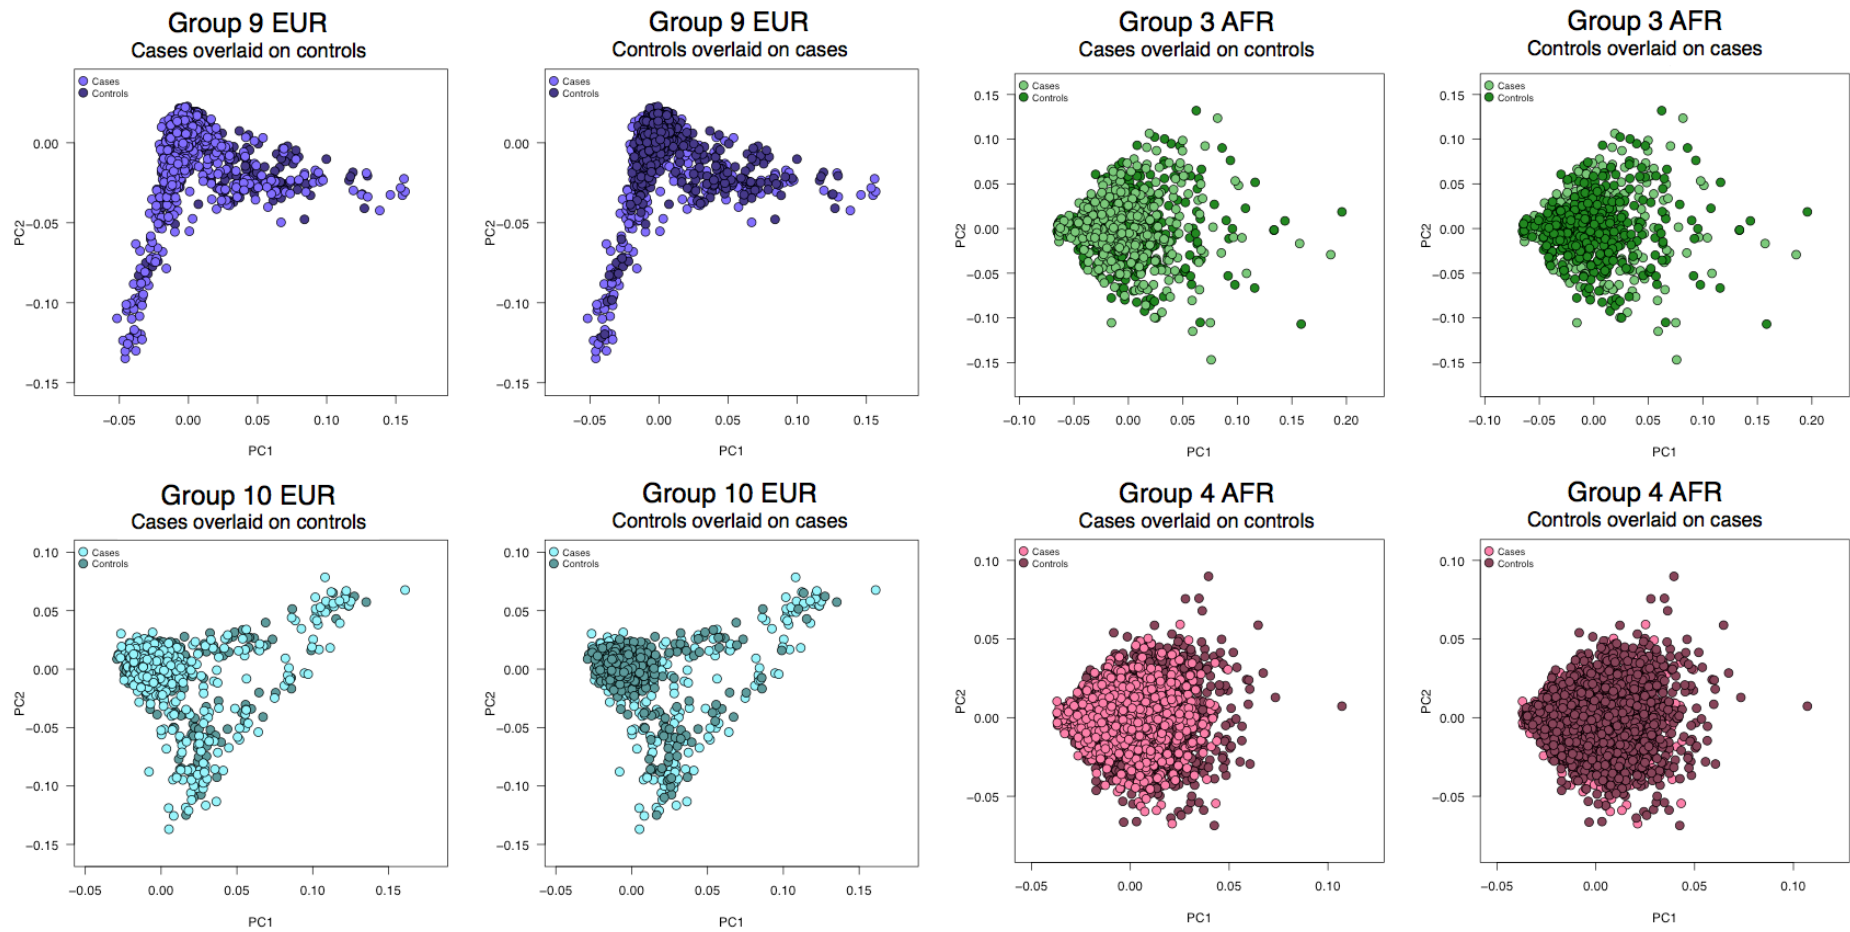 Group 9 EUR
Cases overlaid on controls
Cases
Controls
0.00
−0.05
−0.10
−0.15
PC2
−0.05
0.00
0.05
0.10
0.15
PC1
Group 9 EUR
Controls overlaid on cases
Cases
Controls
0.00
−0.05
−0.10
−0.15
PC2
−0.05
0.00
0.05
0.10
0.15
PC1
Group 3 AFR
Cases overlaid on controls
Cases
Controls
0.15
0.10
0.05
0.00
−0.05
−0.10
−0.15
PC2
−0.10
−0.05
0.00
0.05
0.10
0.15
0.20
PC1
Group 3 AFR
Controls overlaid on cases
Cases
Controls
0.15
0.10
0.05
0.00
−0.05
−0.10
−0.15
PC2
−0.10
−0.05
0.00
0.05
0.10
0.15
0.20
PC1
Group 10 EUR
Cases overlaid on controls
Cases
Controls
0.10
0.05
0.00
−0.05
−0.10
−0.15
PC2
−0.05
0.00
0.05
0.10
0.15
PC1
Group 10 EUR
Controls overlaid on cases
Cases
Controls
0.10
0.05
0.00
−0.05
−0.10
−0.15
PC2
−0.05
0.00
0.05
0.10
0.15
PC1
Group 4 AFR
Cases overlaid on controls
Cases
Controls
0.10
0.05
0.00
−0.05
PC2
−0.05
0.00
0.05
0.10
PC1
Group 4 AFR
Controls overlaid on cases
Cases
Controls
0.10
0.05
0.00
−0.05
PC2
−0.05
0.00
0.05
0.10
PC1